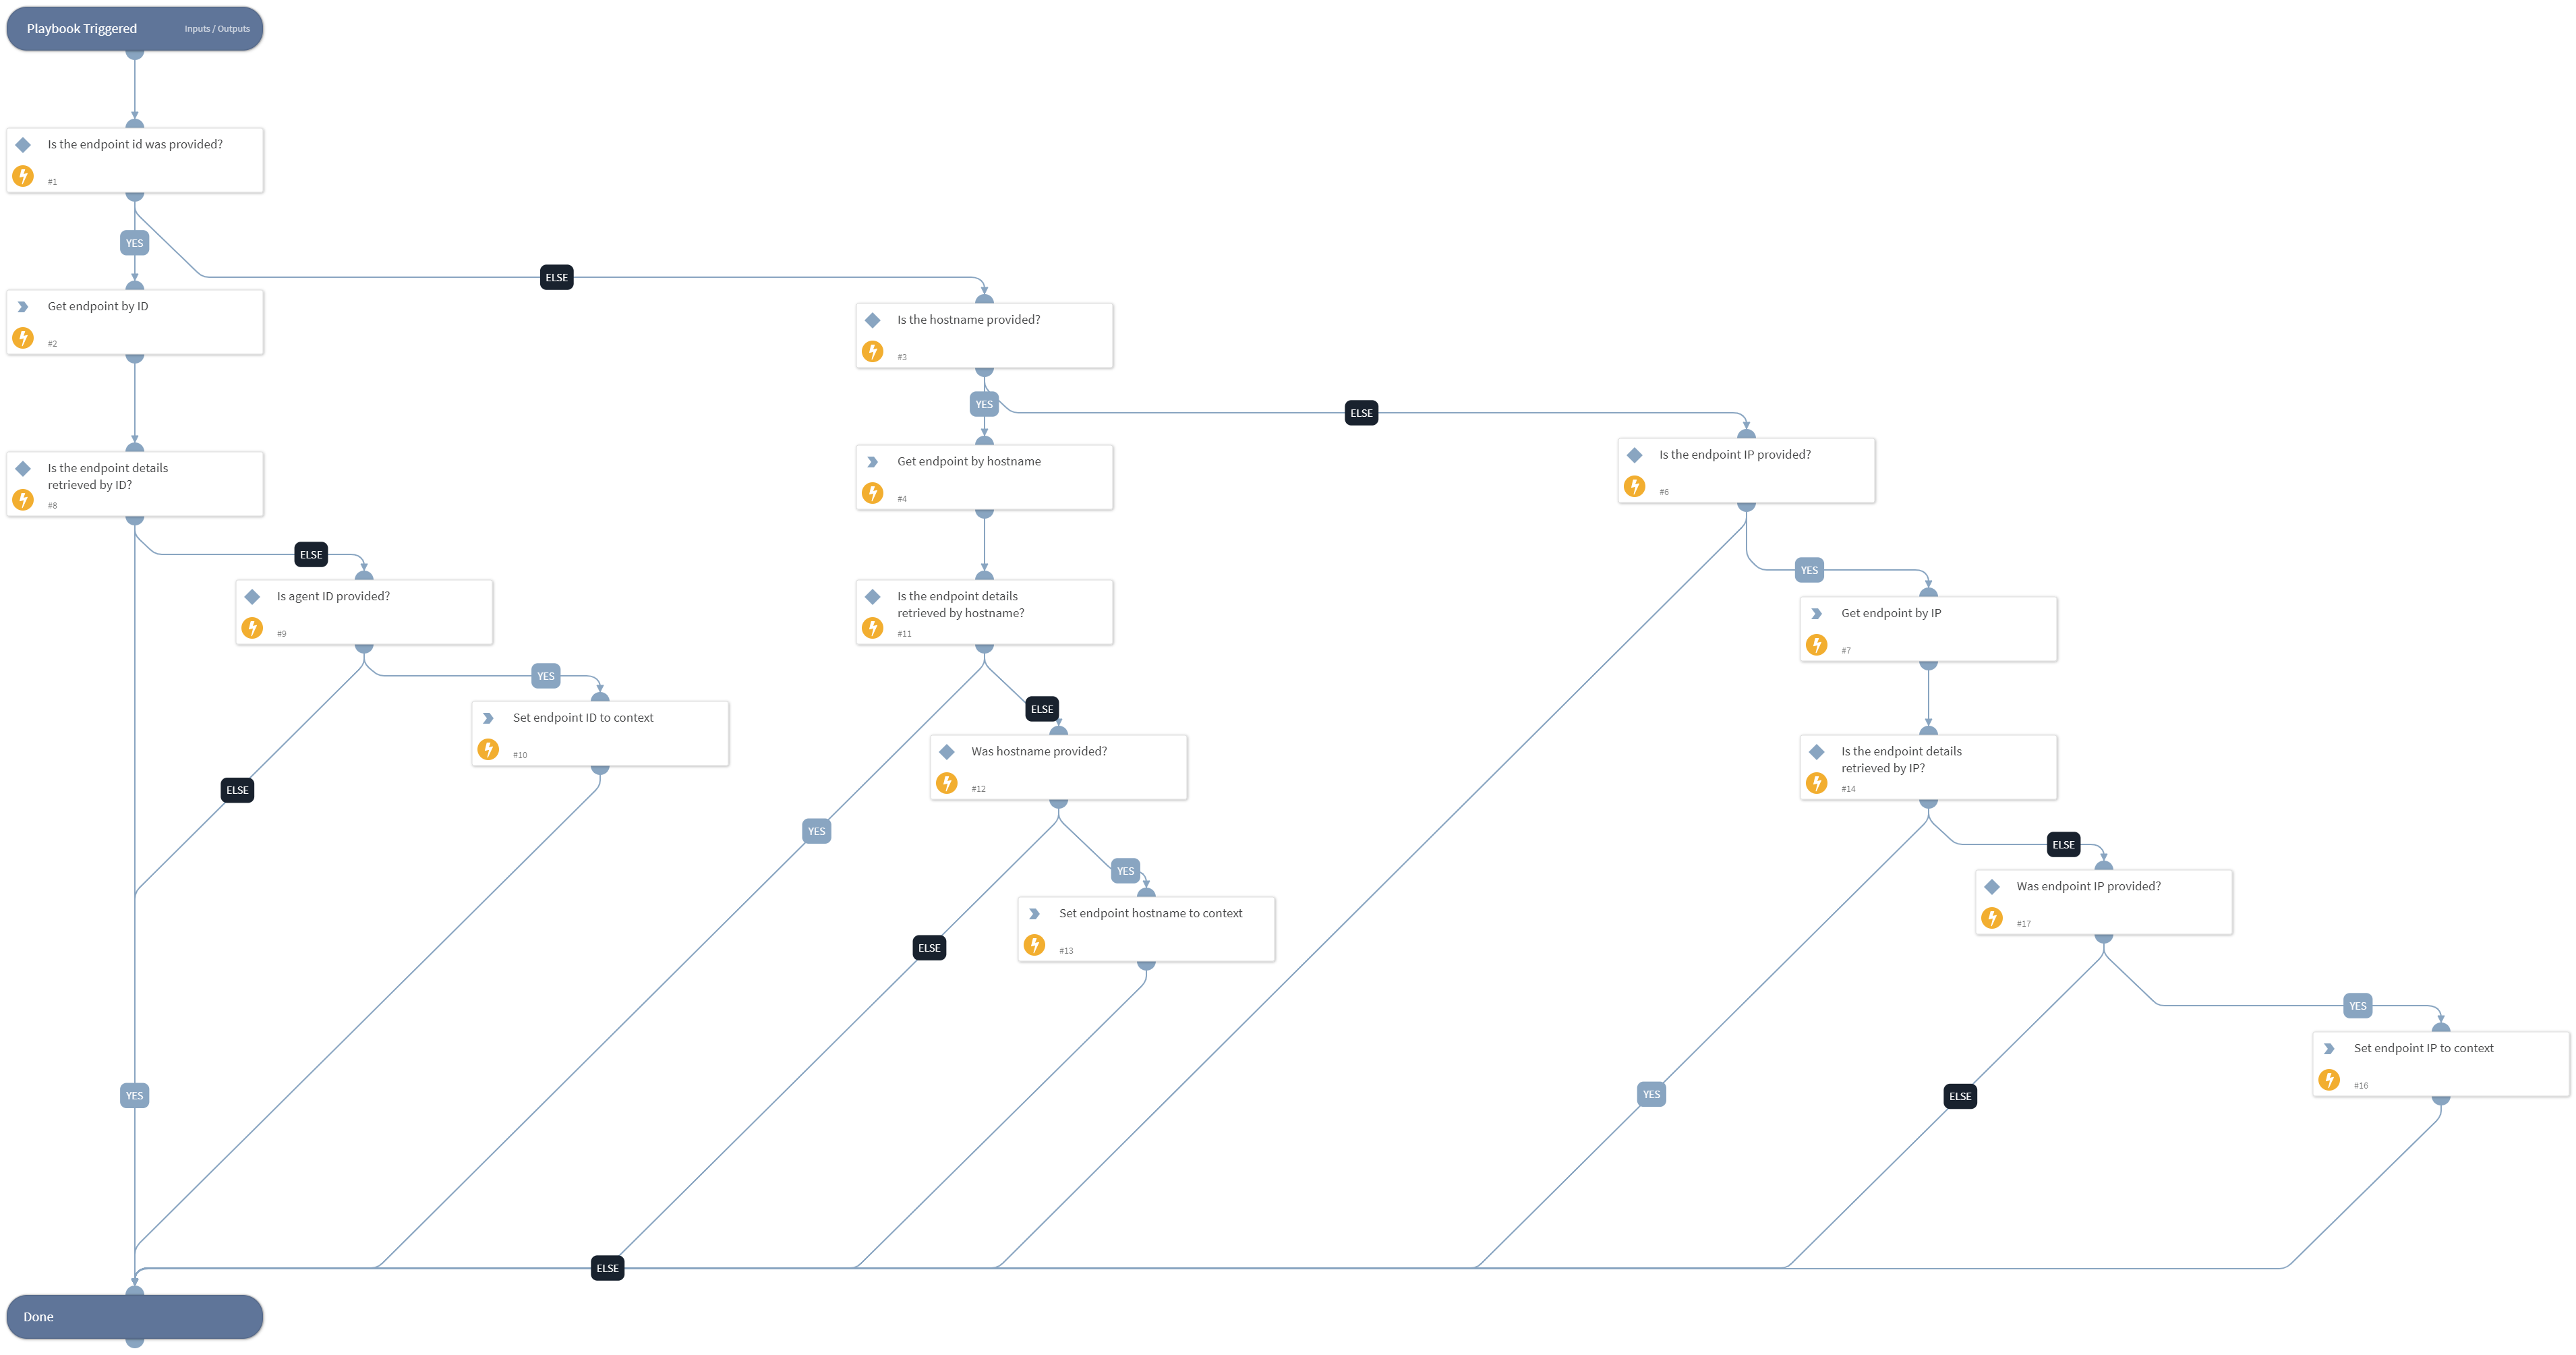 Playbook Triggered
Inputs / Outputs
Is the endpoint id was provided?
#1
YES
ELSE
Get endpoint by ID
#2
Is the hostname provided?
#3
YES
ELSE
Get endpoint by hostname
#4
Is the endpoint IP provided?
#6
Is the endpoint details
retrieved by ID?
#8
ELSE
YES
Is agent ID provided?
#9
Is the endpoint details
retrieved by hostname?
#11
Get endpoint by IP
#7
YES
Set endpoint ID to context
#10
ELSE
Was hostname provided?
#12
Is the endpoint details
retrieved by IP?
#14
ELSE
YES
ELSE
YES
Was endpoint IP provided?
#17
Set endpoint hostname to context
#13
ELSE
YES
Set endpoint IP to context
#16
YES
YES
ELSE
ELSE
Done